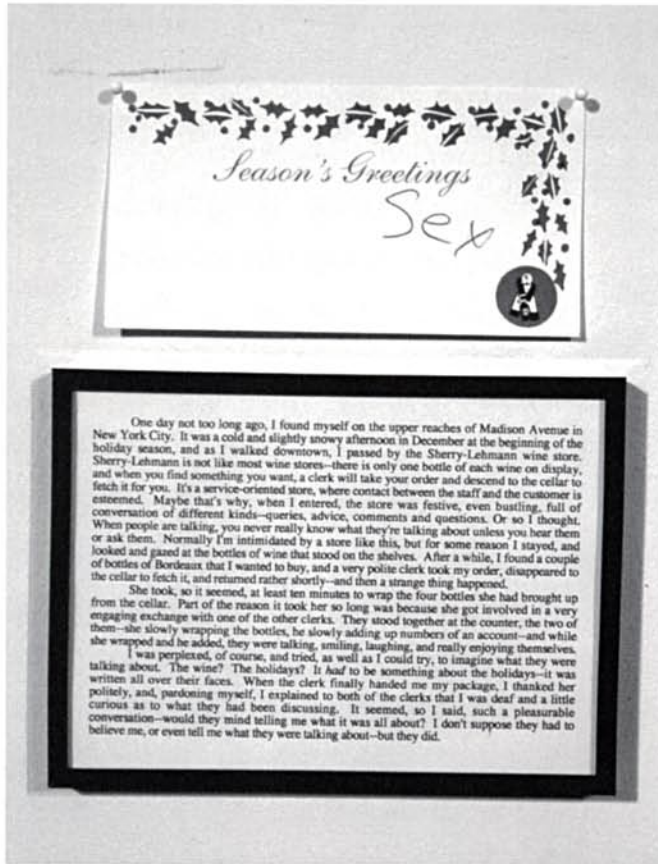 Season's Greetings
Sex
One day not too long ago, I found myself on the upper reaches of Madison Avenue in
New York City. It was a cold and slightly snowy afternoon in December at the beginning of the
holiday season, and as I walked downtown, I passed by the Sherry-Lehmann wine store.
Sherry-Lehmann is not like most wine stores--there is only one bottle of each wine on display,
and when you find something you want, a clerk will take your order and descend to the cellar to
fetch it for you. It's a service-oriented store, where contact between the staff and the customer is
esteemed. Maybe that's why, when I entered, the store was festive, even bustling, full of
conversation of different kinds--queries, advice, comments and questions. Or so I thought.
When people are talking, you never really know what they're talking about unless you hear them
or ask them. Normally I'm intimidated by a store like this, but for some reason I stayed, and
looked and gazed at the bottles of wine that stood on the shelves. After a while, I found a couple
of bottles of Bordeaux that I wanted to buy, and a very polite clerk took my order, disappeared to
the cellar to fetch it, and returned rather shortly--and then a strange thing happened.
She took, so it seemed, at least ten minutes to wrap the four bottles she had brought up
from the cellar. Part of the reason it took her so long was because she got involved in a very
engaging exchange with one of the other clerks. They stood together at the counter, the two of
them--she slowly wrapping the bottles, he slowly adding up numbers of an account--and while
she wrapped and he added, they were talking, smiling, laughing, and really enjoying themselves.
I was perplexed, of course, and tried, as well as I could try, to imagine what they were
talking about. The wine? The holidays? It had to be something about the holidays--it was
written all over their faces. When the clerk finally handed me my package, I thanked her
politely, and, pardoning myself, I explained to both of the clerks that I was deaf and a little
curious as to what they had been discussing. It seemed, so I said, such a pleasurable
conversation--would they mind telling me what it was all about? I don't suppose they had to
believe me, or even tell me what they were talking about--but they did.